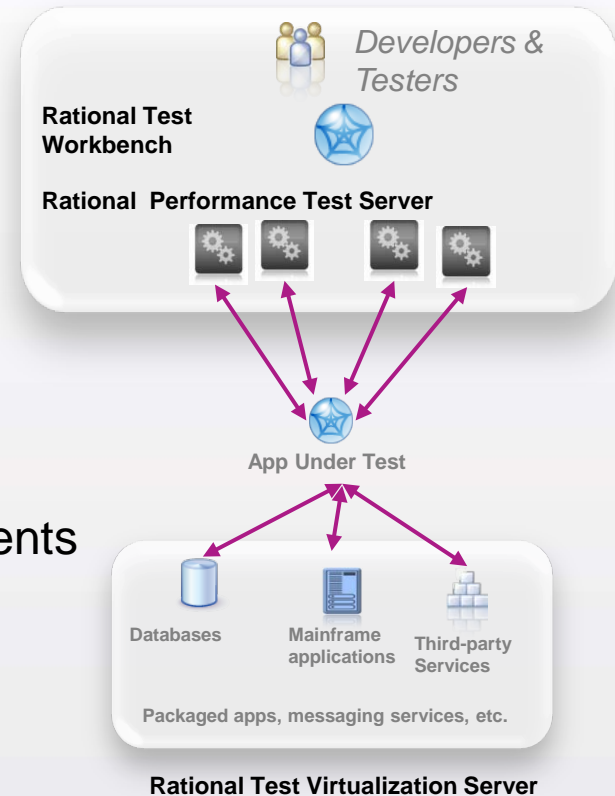 Developers &
Testers
Rational Test
Workbench
Rational Performance Test Server
App Under Test
ents
Databases
Mainframe
applications
Third-party
Services
Packaged apps, messaging services, etc.
Rational Test Virtualization Server